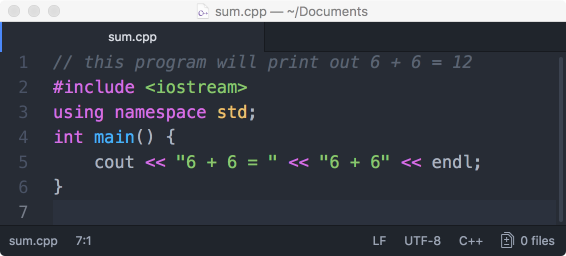 sum.cpp — ~/Documents
sum.cpp
1 // this program will print out 6 + 6 = 12
2 #include <iostream>
3 using namespace std;
4 int main() {
5     cout << "6 + 6 = " << "6 + 6" << endl;
6 }
7
sum.cpp 7:1 LF UTF-8 C++ 0 files